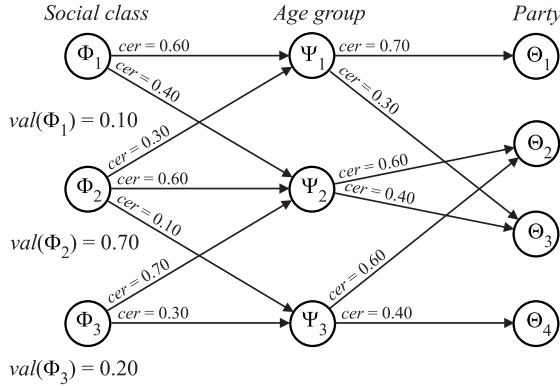 Social class Age group Party
Φ1 cer = 0.60 Ψ1 cer = 0.70 Θ1
cer = 0.40
cer = 0.30
val(Φ1) = 0.10
cer = 0.30
Θ2
cer = 0.60
Φ2 cer = 0.60 Ψ2
cer = 0.40
Θ3
cer = 0.10
val(Φ2) = 0.70
cer = 0.70
cer = 0.60
Φ3 cer = 0.30 Ψ3 cer = 0.40 Θ4
val(Φ3) = 0.20